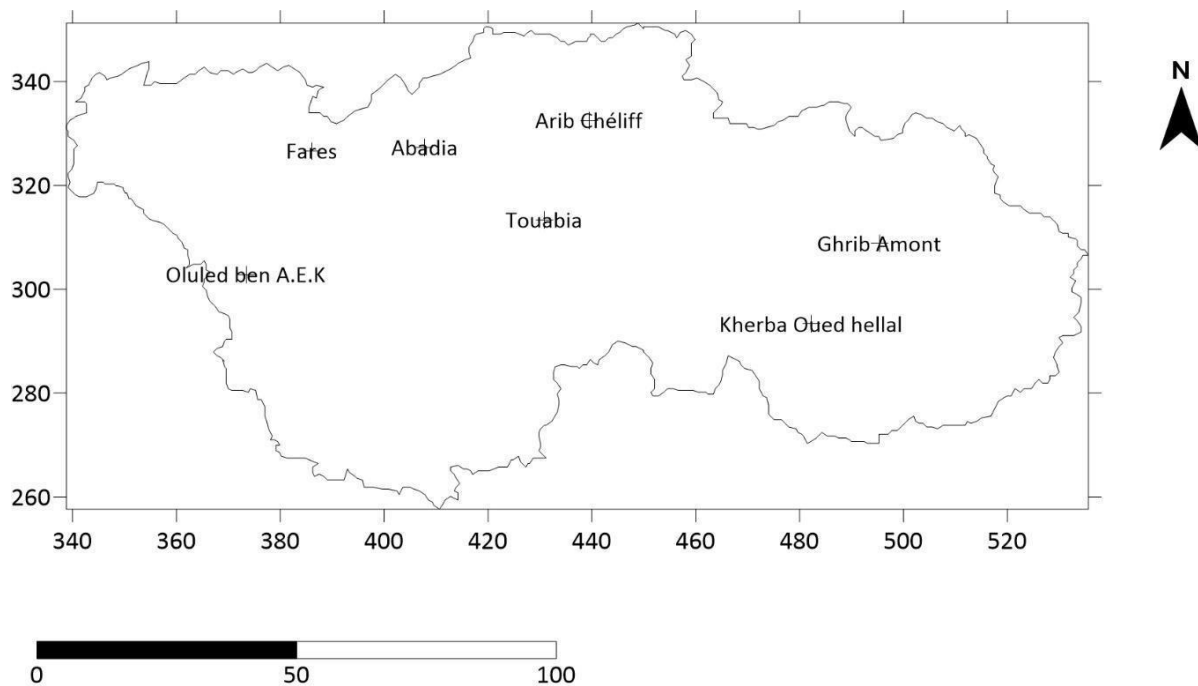 340
N
Arib Chéliff
Fares
Abadia
320
Touabia
Ghrib Amont
Oluled ben A.E.K
300
Kherba Oued hellal
280
260
340 360 380 400 420 440 460 480 500 520
0 50 100